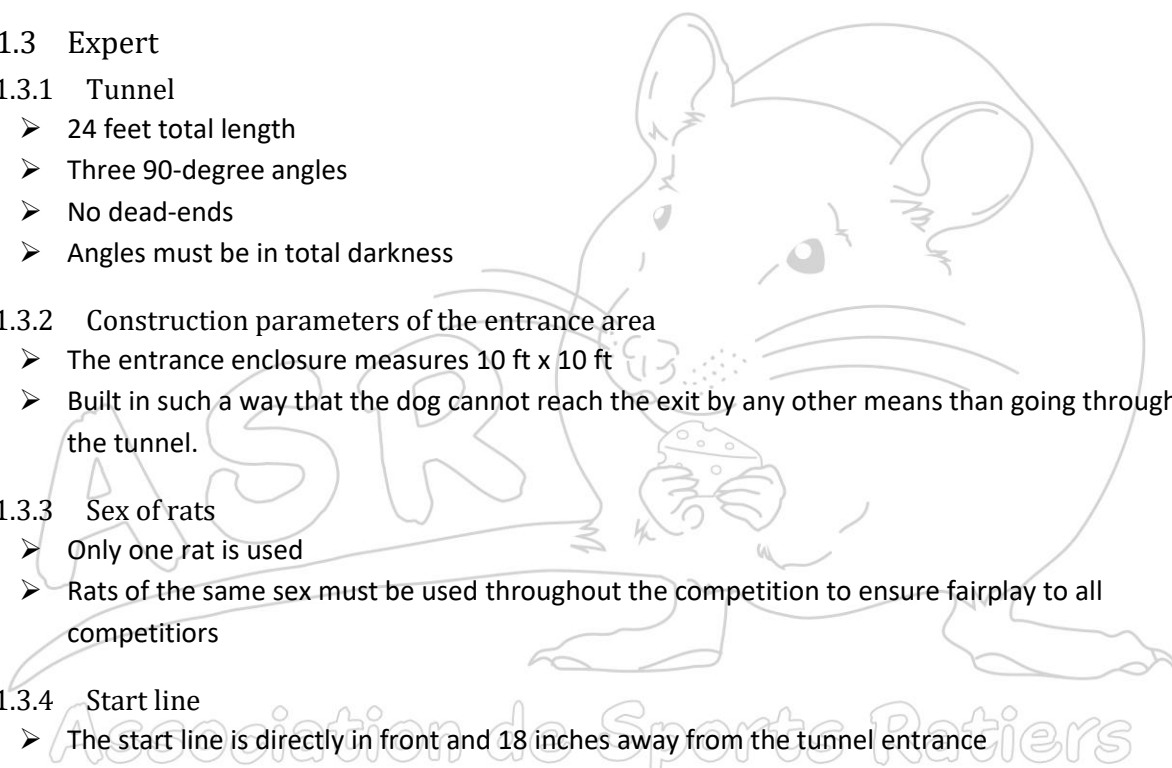 1.3 Expert
1.3.1 Tunnel
➢ 24 feet total length
➢ Three 90-degree angles
➢ No dead-ends
➢ Angles must be in total darkness
1.3.2 Construction parameters of the entrance area
➢ The entrance enclosure measures 10 ft x 10 ft
➢ Built in such a way that the dog cannot reach the exit by any other means than going through
the tunnel.
1.3.3 Sex of rats
➢ Only one rat is used
➢ Rats of the same sex must be used throughout the competition to ensure fairplay to all
competitiors
1.3.4 Start line
➢ The start line is directly in front and 18 inches away from the tunnel entrance
ASR
Association de Sports Ratiers